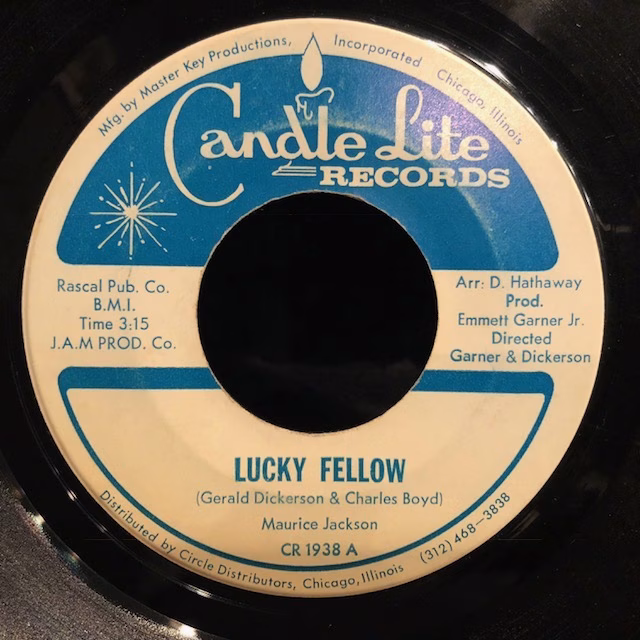 Mfg. by Master Key Productions, Incorporated Chicago, Illinois
Candle Lite
RECORDS
Rascal Pub. Co.
B.M.I.
Time 3:15
J.A.M PROD. Co.
Arr: D. Hathaway
Prod.
Emmett Garner Jr.
Directed
Garner & Dickerson
LUCKY FELLOW
(Gerald Dickerson & Charles Boyd)
Maurice Jackson
CR 1938 A
Distributed by Circle Distributors, Chicago, Illinois (312) 468-3838